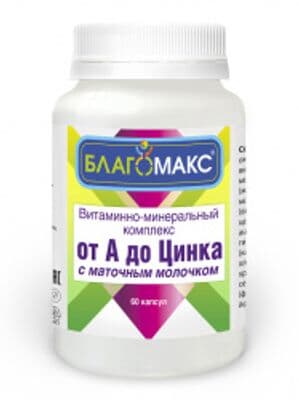 БЛАГОМАКС®
Витаминно-минеральный
комплекс
от А до Цинка
с маточным молочком
60 капсул